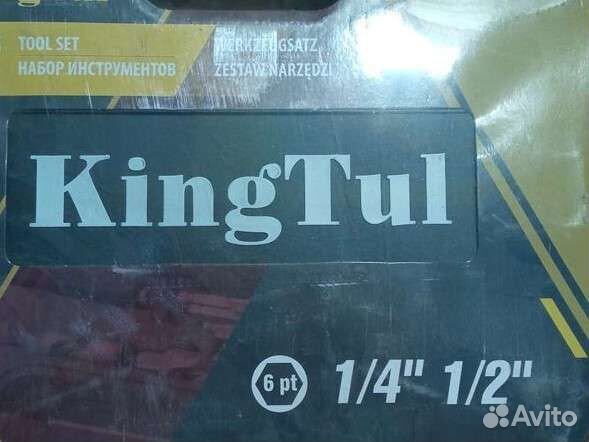 TOOL SET
НАБОР ИНСТРУМЕНТОВ
WERKZEUGSATZ
ZESTAW NARZĘDZI
KingTul
6 pt
1/4" 1/2"
Avito